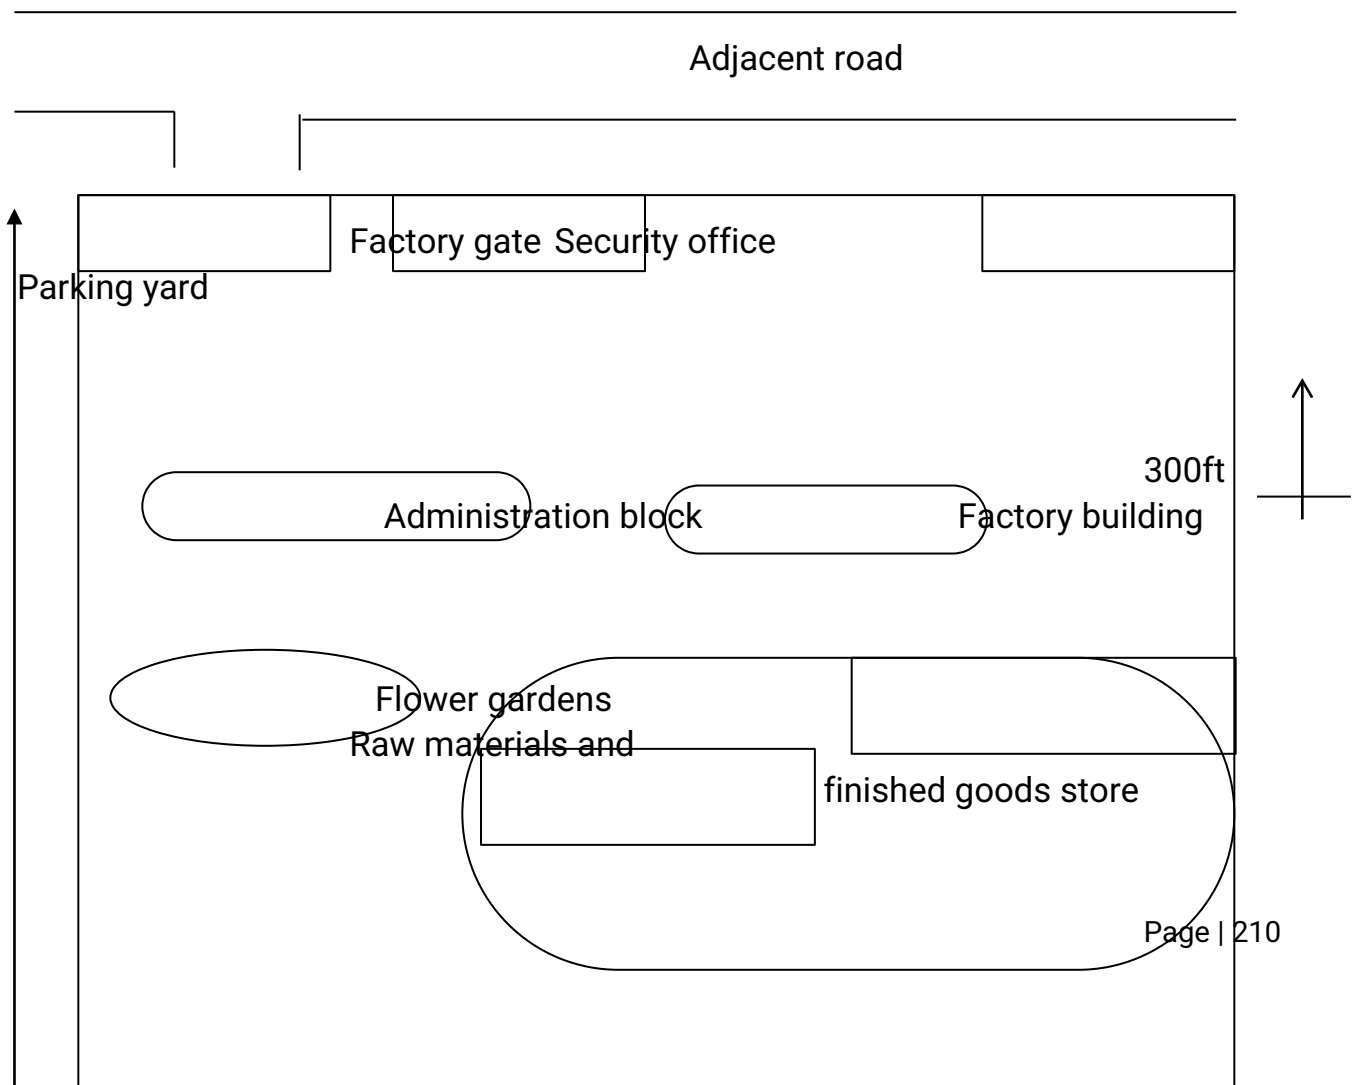 Adjacent road
Factory gate Security office
Parking yard
300ft
Administration block Factory building
Flower gardens
Raw materials and
finished goods store
Page | 210